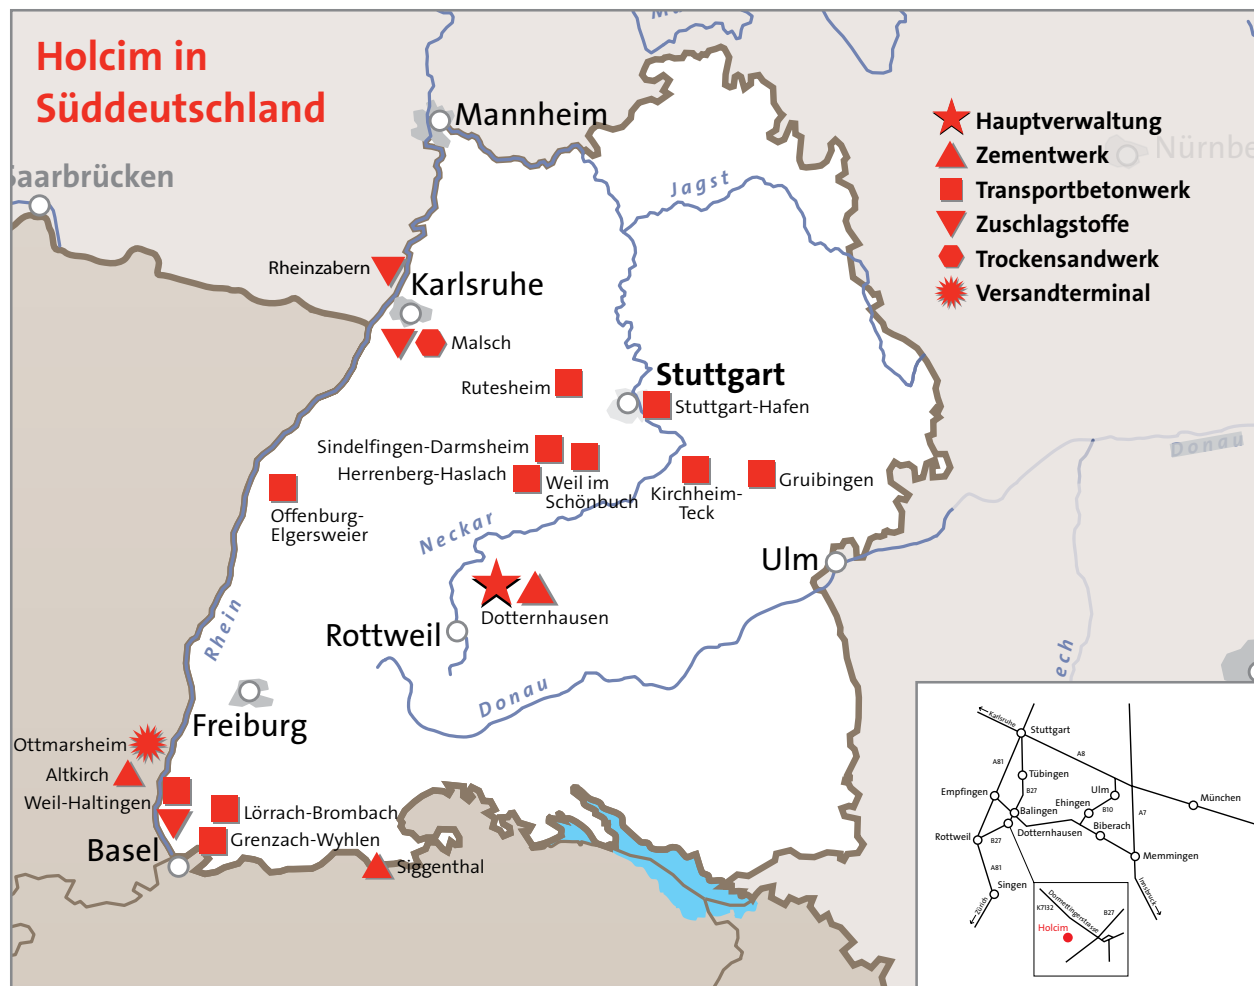 Holcim in
Süddeutschland
Mannheim
Hauptverwaltung
Zementwerk
Transportbetonwerk
Zuschlagstoffe
Trockensandwerk
Versandterminal
Saarbrücken
Jagst
Rheinzabern
Karlsruhe
Malsch
Rutesheim
Stuttgart
Stuttgart-Hafen
Sindelfingen-Darmsheim
Herrenberg-Haslach
Weil im
Schönbuch
Kirchheim-
Teck
Gruibingen
Offenburg-
Elgersweier
Neckar
Donau
Ulm
Dotternhausen
Rottweil
Rhein
Donau
Freiburg
Ottmarsheim
Altkirch
Weil-Haltingen
Lörrach-Brombach
Grenzach-Wyhlen
Basel
Siggenthal
ech
Karlsruhe
Stuttgart
A8
A81
Tübingen
B27
Empfingen
Ulm
München
Ehingen
B10
Balingen
A7
Dotternhausen
Biberach
Rottweil
B27
Memmingen
A81
Singen
Innsbruck
Zürich
K7132
Dormettingerstrasse
B27
Holcim